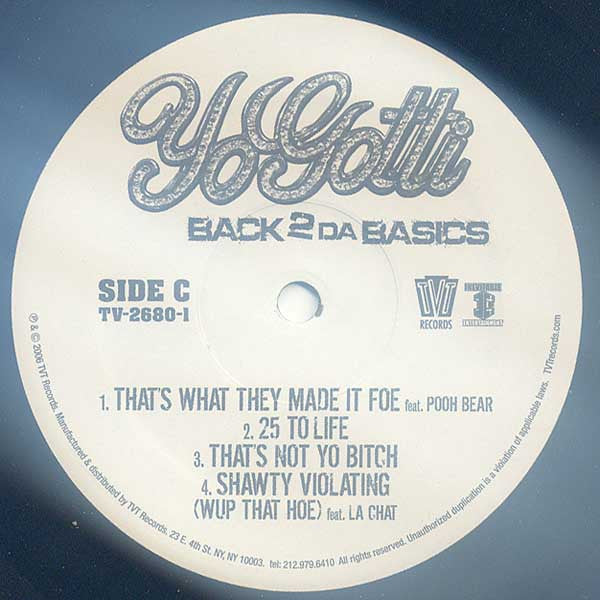 Yo Gotti
BACK 2 DA BASICS
SIDE C
TV-2680-1
TVT
RECORDS
INEVITABLE
ENTERTAINMENT
1. THAT'S WHAT THEY MADE IT FOE feat. POOH BEAR
2. 25 TO LIFE
3. THAT'S NOT YO BITCH
4. SHAWTY VIOLATING
(WUP THAT HOE) feat. LA CHAT
℗ & © 2006 TVT Records. Manufactured & distributed by TVT Records. 23 E. 4th St. NY, NY 10003. tel: 212.979.6410 All rights reserved. Unauthorized duplication is a violation of applicable laws. TVTrecords.com